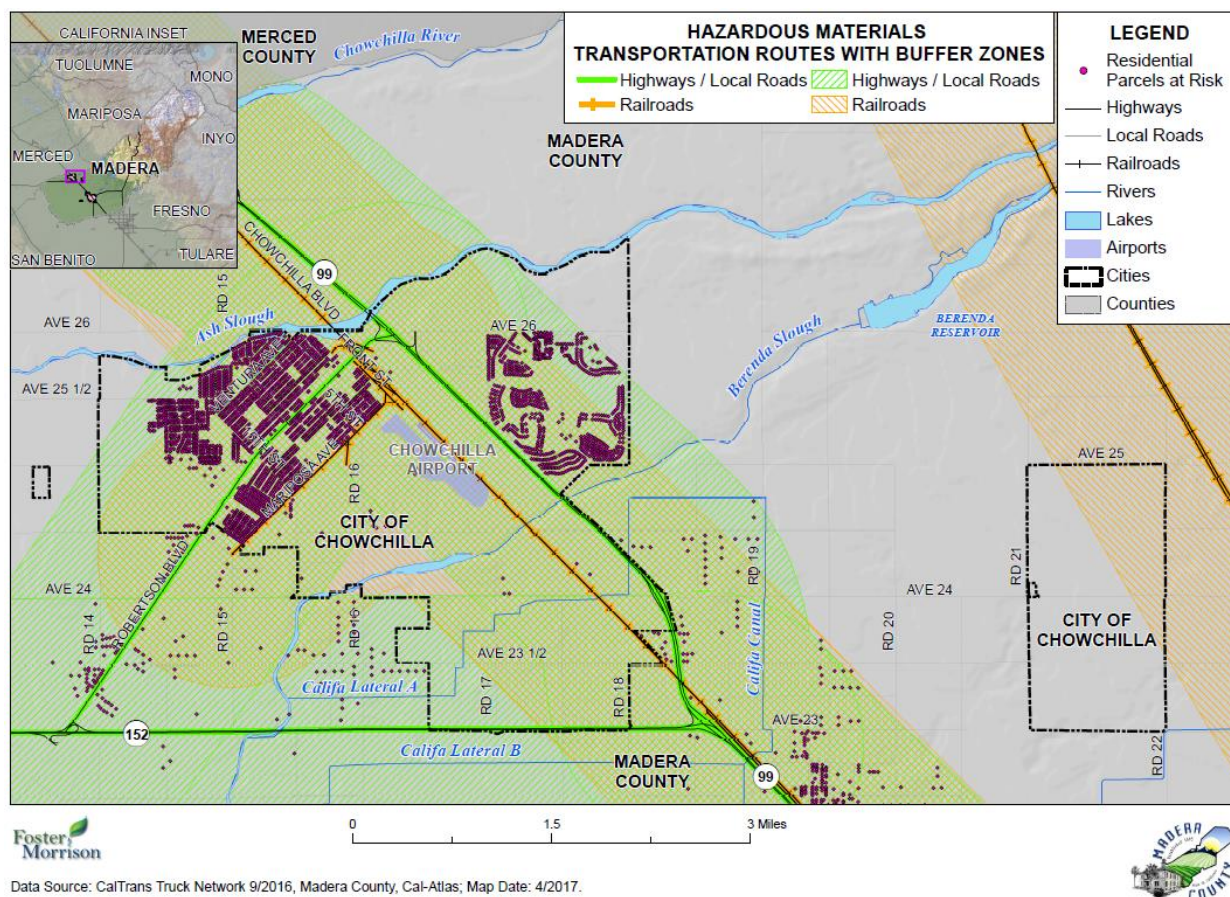 CALIFORNIA INSET
TUOLUMNE
MONO
MARIPOSA
INYO
MERCED
MADERA
FRESNO
TULARE
SAN BENITO
MERCED
COUNTY
Chowchilla River
HAZARDOUS MATERIALS
TRANSPORTATION ROUTES WITH BUFFER ZONES
Highways / Local Roads
Highways / Local Roads
Railroads
Railroads
LEGEND
Residential
Parcels at Risk
Highways
Local Roads
Railroads
Rivers
Lakes
Airports
Cities
Counties
MADERA
COUNTY
CHOWCHILLA BLVD
99
RD 15
AVE 26
Ash Slough
FRONT ST
AVE 26
Berenda Slough
BERENDA
RESERVOIR
AVE 25 1/2
VENTURA AVE
5TH ST
15TH ST
MARIPOSA AVE
CHOWCHILLA
AIRPORT
RD 16
AVE 25
CITY OF
CHOWCHILLA
ROBERTSON BLVD
RD 19
RD 21
AVE 24
AVE 24
RD 14
RD 15
RD 16
RD 20
CITY OF
CHOWCHILLA
AVE 23 1/2
Califa Canal
Califa Lateral A
RD 17
RD 18
AVE 23
152
Califa Lateral B
RD 22
MADERA
COUNTY
99
Foster
Morrison
0
1.5
3 Miles
MADERA
COUNTY
Data Source: CalTrans Truck Network 9/2016, Madera County, Cal-Atlas; Map Date: 4/2017.